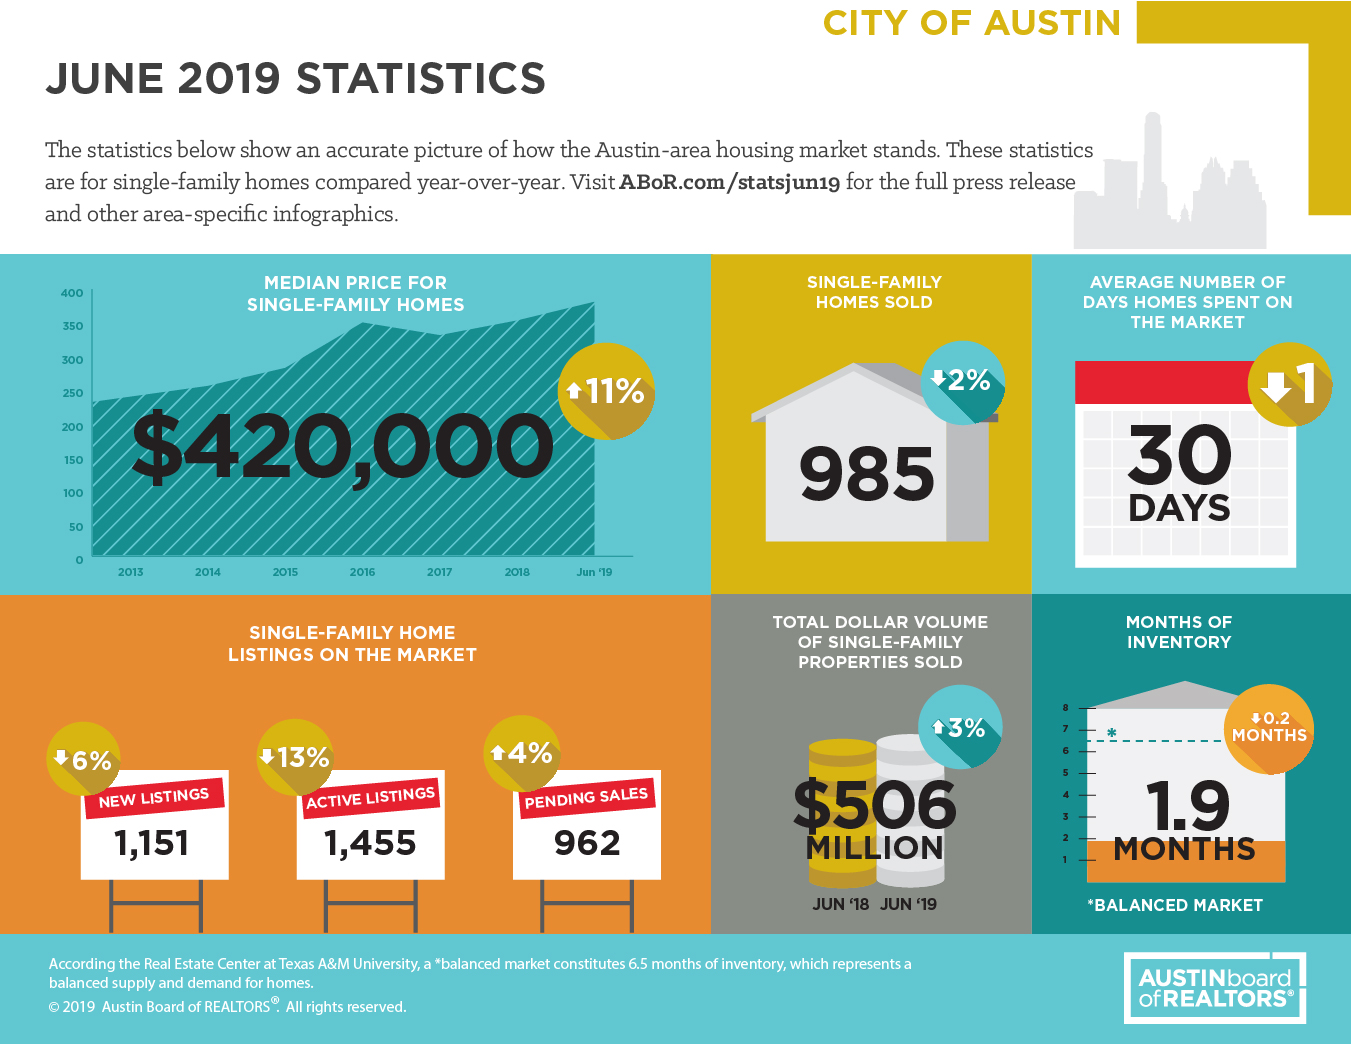 CITY OF AUSTIN
JUNE 2019 STATISTICS
The statistics below show an accurate picture of how the Austin-area housing market stands. These statistics
are for single-family homes compared year-over-year. Visit ABoR.com/statsjun19 for the full press release
and other area-specific infographics.
MEDIAN PRICE FOR
SINGLE-FAMILY HOMES
400
350
300
250
200
150
100
50
0
$420,000
11%
2013 2014 2015 2016 2017 2018 Jun '19
SINGLE-FAMILY
HOMES SOLD
2%
985
AVERAGE NUMBER OF
DAYS HOMES SPENT ON
THE MARKET
1
30
DAYS
SINGLE-FAMILY HOME
LISTINGS ON THE MARKET
6%
NEW LISTINGS
1,151
13%
ACTIVE LISTINGS
1,455
4%
PENDING SALES
962
TOTAL DOLLAR VOLUME
OF SINGLE-FAMILY
PROPERTIES SOLD
3%
$506
MILLION
JUN '18 JUN '19
MONTHS OF
INVENTORY
8
7
6
5
4
3
2
1
*
0.2
MONTHS
1.9
MONTHS
*BALANCED MARKET
According the Real Estate Center at Texas A&M University, a *balanced market constitutes 6.5 months of inventory, which represents a
balanced supply and demand for homes.
© 2019 Austin Board of REALTORS®. All rights reserved.
AUSTINboard
ofREALTORS®